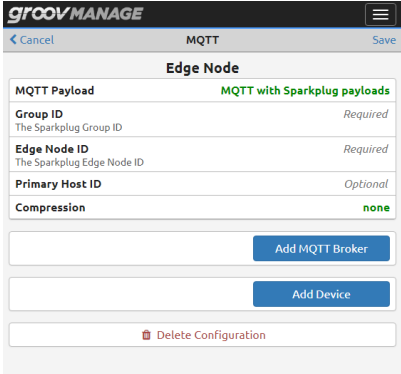 groov MANAGE
Cancel MQTT Save
Edge Node
MQTT Payload MQTT with Sparkplug payloads
Group ID Required
The Sparkplug Group ID
Edge Node ID Required
The Sparkplug Edge Node ID
Primary Host ID Optional
Compression none
Add MQTT Broker
Add Device
Delete Configuration